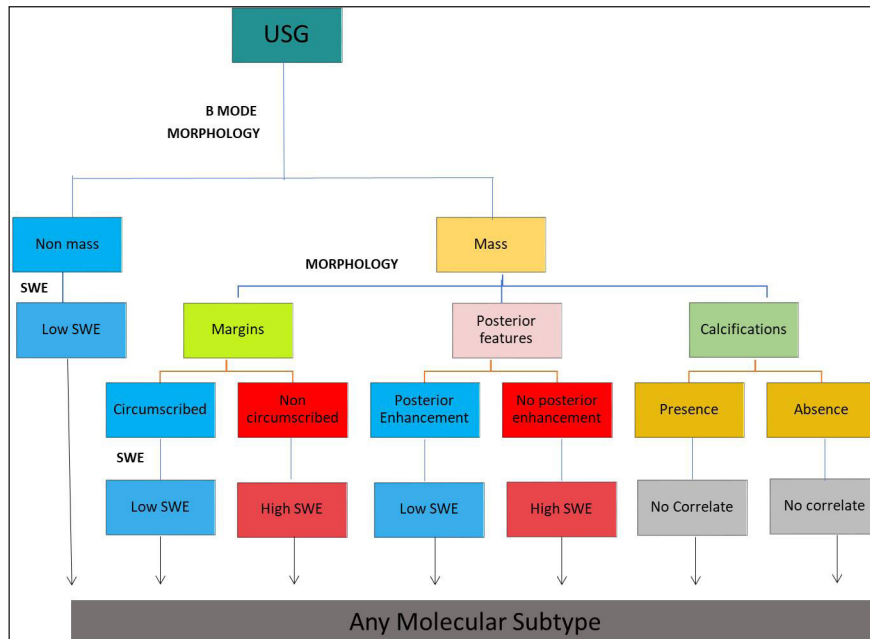 USG
B MODE
MORPHOLOGY
Non mass
Mass
SWE
MORPHOLOGY
Low SWE
Margins
Posterior
features
Calcifications
Circumscribed
Non
circumscribed
Posterior
Enhancement
No posterior
enhancement
Presence
Absence
SWE
Low SWE
High SWE
Low SWE
High SWE
No Correlate
No correlate
Any Molecular Subtype